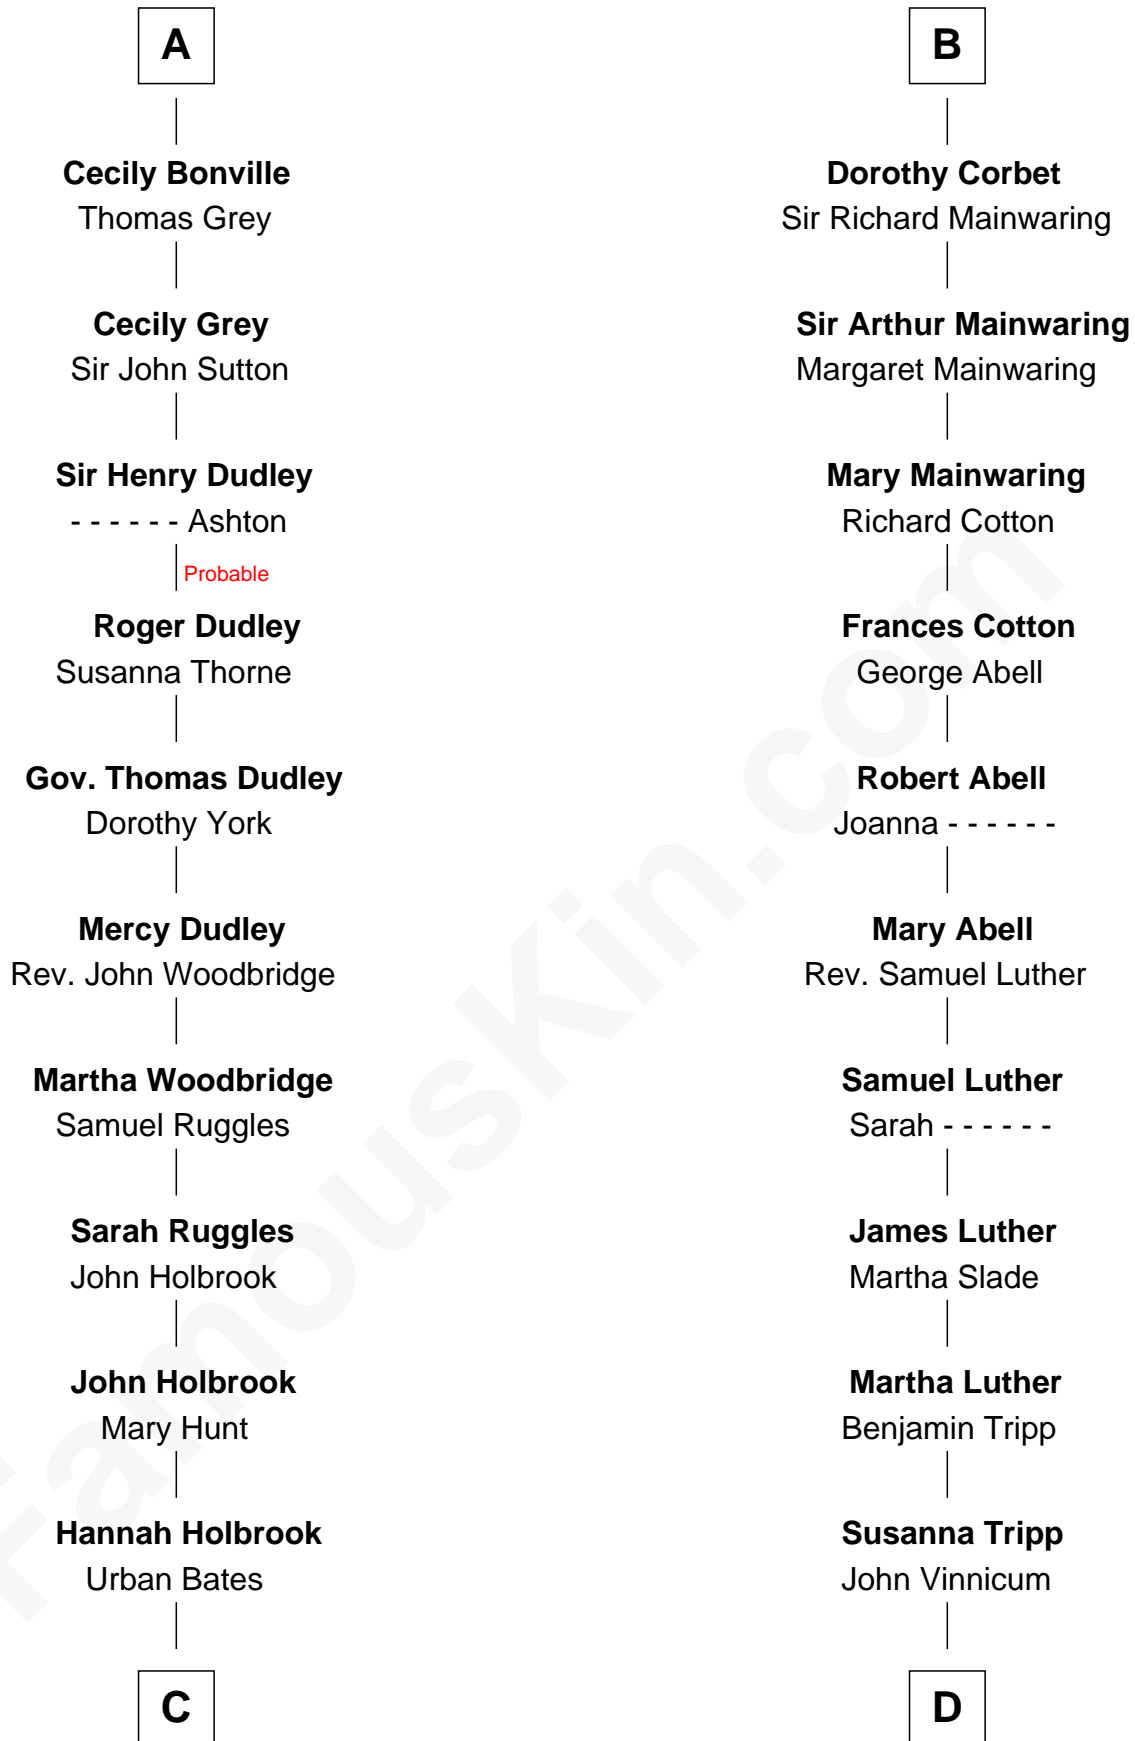 A
Cecily Bonville
Thomas Grey
Cecily Grey
Sir John Sutton
Sir Henry Dudley
- - - - - - Ashton
Probable
Roger Dudley
Susanna Thorne
Gov. Thomas Dudley
Dorothy York
Mercy Dudley
Rev. John Woodbridge
Martha Woodbridge
Samuel Ruggles
Sarah Ruggles
John Holbrook
John Holbrook
Mary Hunt
Hannah Holbrook
Urban Bates
C
B
Dorothy Corbet
Sir Richard Mainwaring
Sir Arthur Mainwaring
Margaret Mainwaring
Mary Mainwaring
Richard Cotton
Frances Cotton
George Abell
Robert Abell
Joanna - - - - - -
Mary Abell
Rev. Samuel Luther
Samuel Luther
Sarah - - - - - -
James Luther
Martha Slade
Martha Luther
Benjamin Tripp
Susanna Tripp
John Vinnicum
D
FamousKin.com